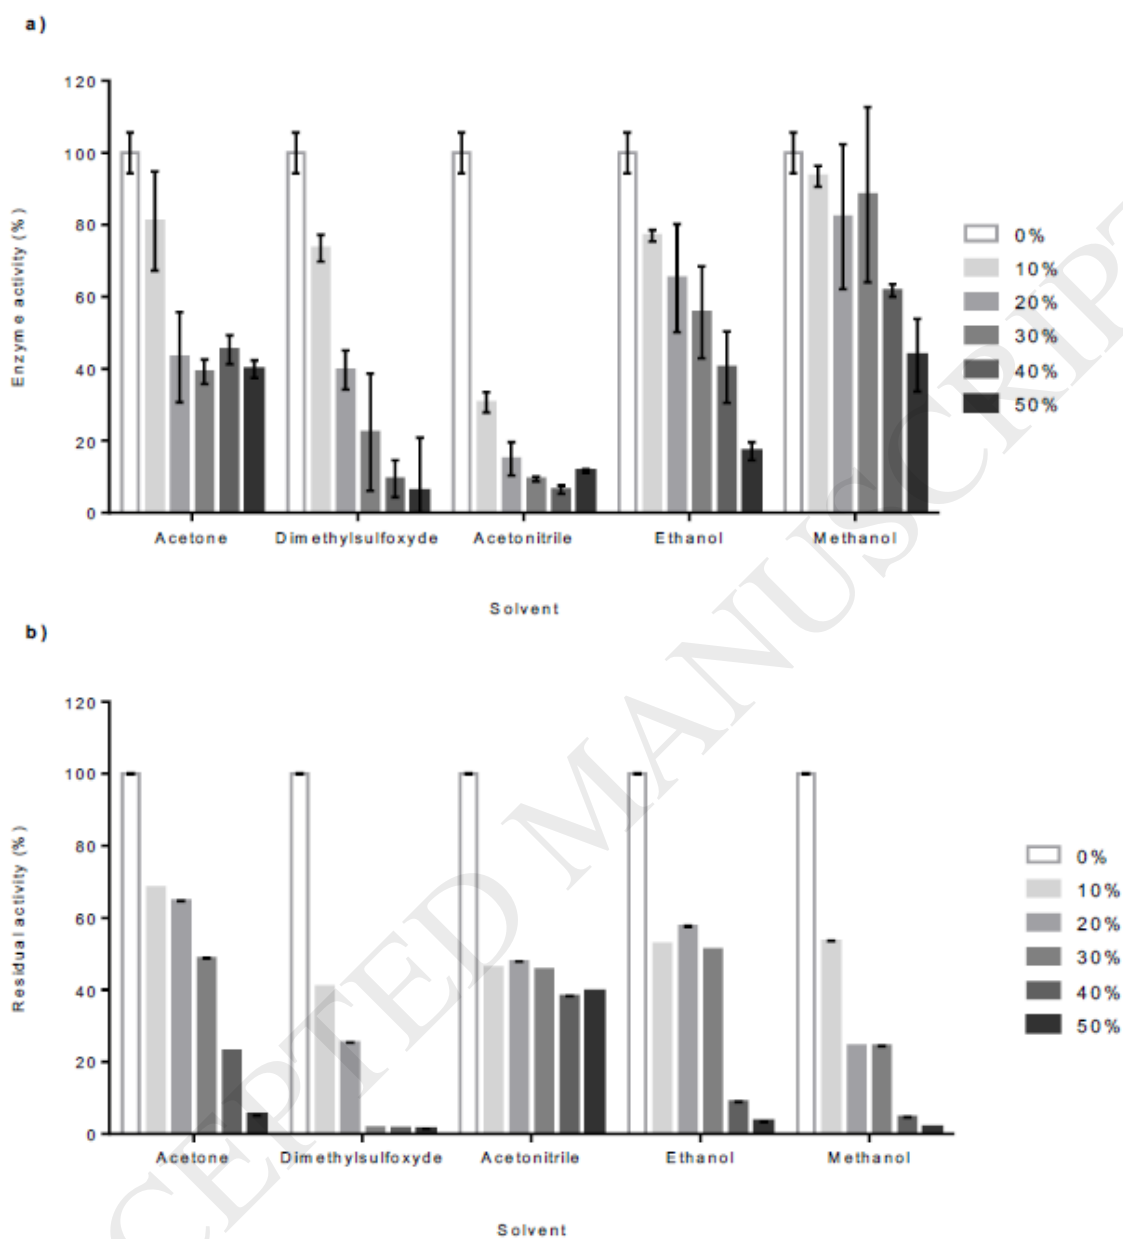 a)
Enzyme activity (%)
120
100
80
60
40
20
0
Acetone Dimethylsulfoxyde Acetonitrile Ethanol Methanol
Solvent
0%
10%
20%
30%
40%
50%
b)
Residual activity (%)
120
100
80
60
40
20
0
Acetone Dimethylsulfoxyde Acetonitrile Ethanol Methanol
Solvent
0%
10%
20%
30%
40%
50%
CEPTED MANUSCRIPT